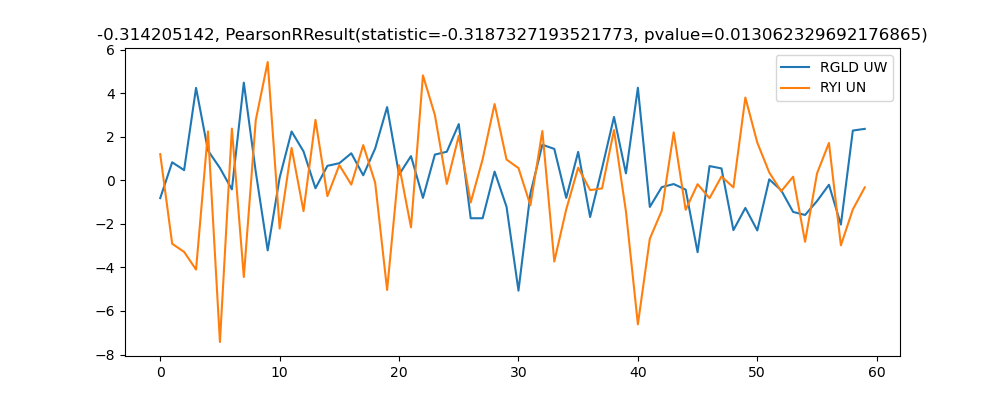 -0.314205142, PearsonRResult(statistic=-0.3187327193521773, pvalue=0.013062329692176865)
6
4
2
0
−2
−4
−6
−8
RGLD UW
RYI UN
0 10 20 30 40 50 60